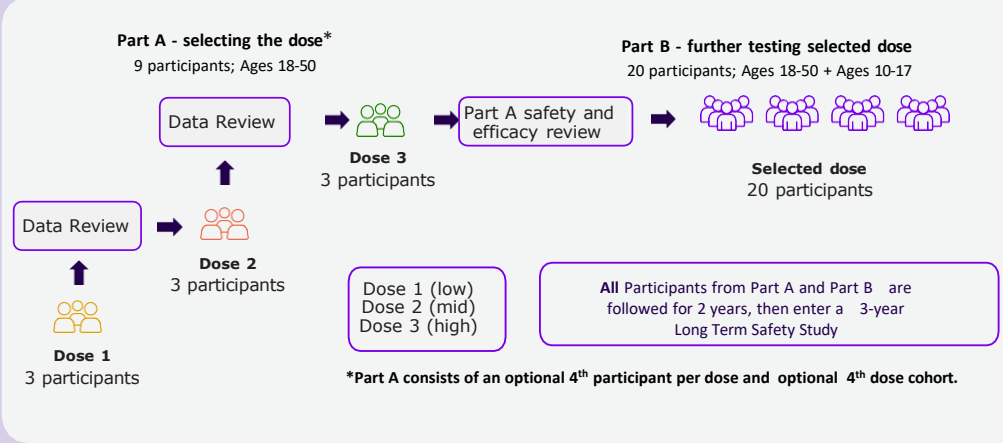 Part A - selecting the dose*
9 participants; Ages 18-50
Part B - further testing selected dose
20 participants; Ages 18-50 + Ages 10-17
Data Review
Dose 3
3 participants
Part A safety and
efficacy review
Selected dose
20 participants
Data Review
Dose 2
3 participants
Dose 1
3 participants
Dose 1 (low)
Dose 2 (mid)
Dose 3 (high)
All Participants from Part A and Part B are
followed for 2 years, then enter a 3-year
Long Term Safety Study
*Part A consists of an optional 4th participant per dose and optional 4th dose cohort.